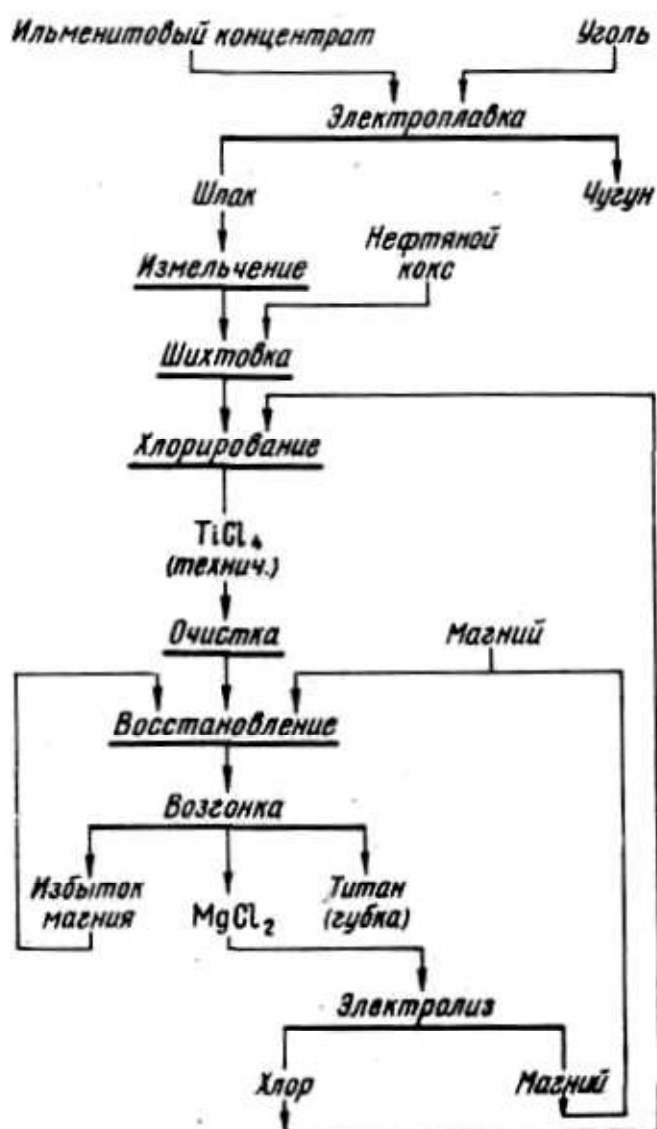 Ильменитовый концентрат
Уголь
Электроплавка
Шлак
Чугун
Нефтяной
кокс
Измельчение
Шихтовка
Хлорирование
TiCl₄
(технич.)
Очистка
Магний
Восстановление
Возгонка
Избыток
магния
MgCl₂
Титан
(губка)
Электролиз
Хлор
Магний